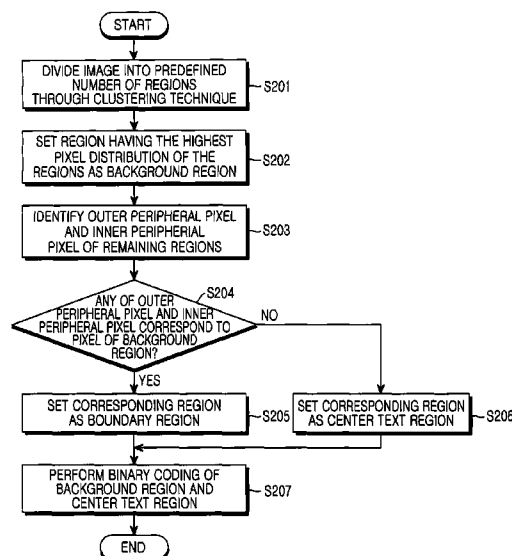 START
DIVIDE IMAGE INTO PREDEFINED
NUMBER OF REGIONS
THROUGH CLUSTERING TECHNIQUE
S201
SET REGION HAVING THE HIGHEST
PIXEL DISTRIBUTION OF THE
REGIONS AS BACKGROUND REGION
S202
IDENTIFY OUTER PERIPHERAL PIXEL
AND INNER PERIPHERIAL
PIXEL OF REMAINING REGIONS
S203
S204
ANY OF OUTER
PERIPHERAL PIXEL AND INNER
PERIPHERAL PIXEL CORRESPOND TO
PIXEL OF BACKGROUND
REGION?
NO
YES
SET CORRESPONDING REGION
AS BOUNDARY REGION
S205
SET CORRESPONDING REGION
AS CENTER TEXT REGION
S206
PERFORM BINARY CODING OF
BACKGROUND REGION AND
CENTER TEXT REGION
S207
END